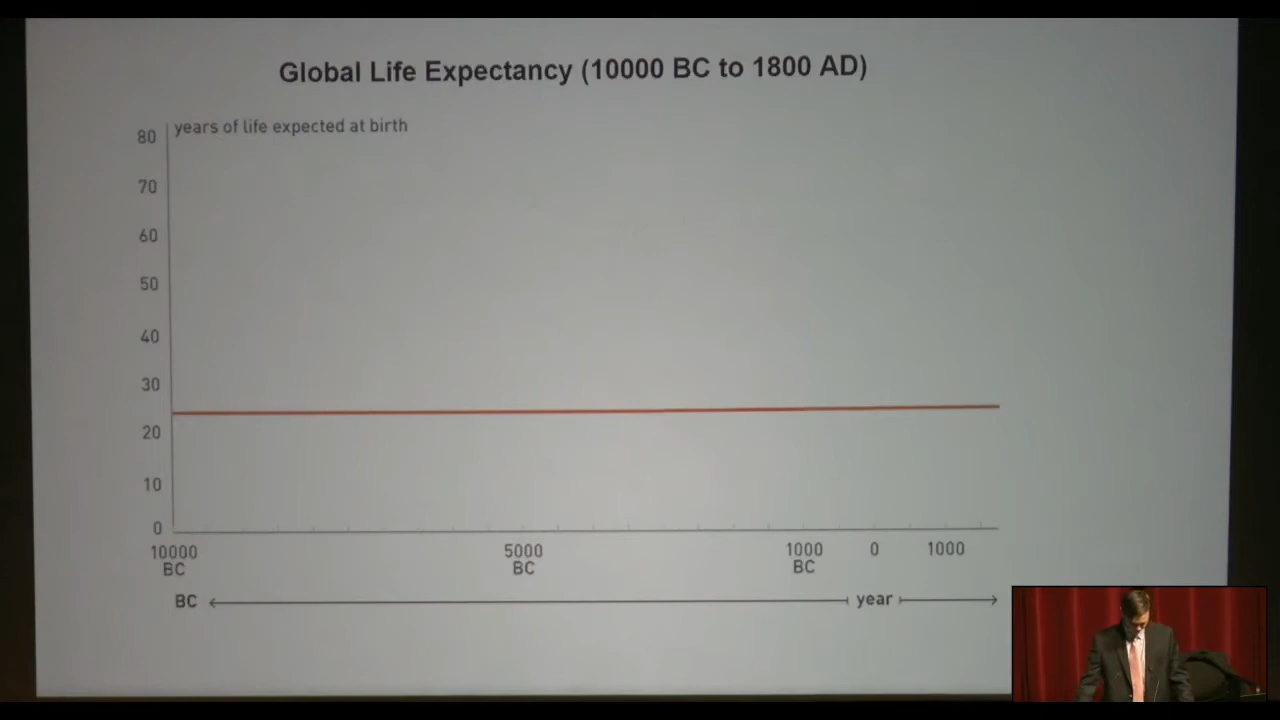 Global Life Expectancy (10000 BC to 1800 AD)
years of life expected at birth
80
70
60
50
40
30
20
10
0
10000 BC
5000 BC
1000 BC
0
1000
BC
year